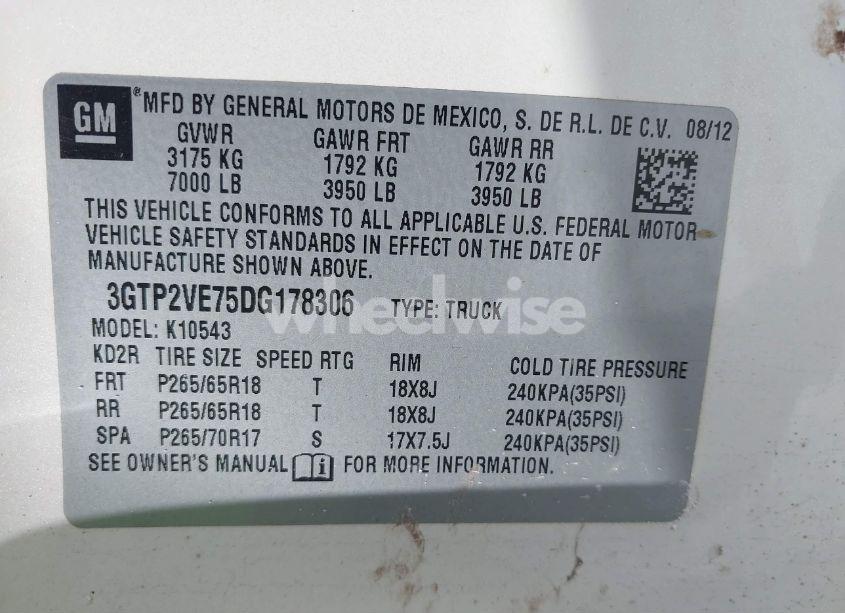 GM ®MFD BY GENERAL MOTORS DE MEXICO, S. DE R.L. DE C.V. 08/12
GVWR GAWR FRT GAWR RR
3175 KG 1792 KG 1792 KG
7000 LB 3950 LB 3950 LB
THIS VEHICLE CONFORMS TO ALL APPLICABLE U.S. FEDERAL MOTOR
VEHICLE SAFETY STANDARDS IN EFFECT ON THE DATE OF
MANUFACTURE SHOWN ABOVE.
3GTP2VE75DG178306 TYPE: TRUCK
wheelwise
MODEL: K10543
KD2R TIRE SIZE SPEED RTG RIM COLD TIRE PRESSURE
FRT P265/65R18 T 18X8J 240KPA(35PSI)
RR P265/65R18 T 18X8J 240KPA(35PSI)
SPA P265/70R17 S 17X7.5J 240KPA(35PSI)
SEE OWNER'S MANUAL FOR MORE INFORMATION.